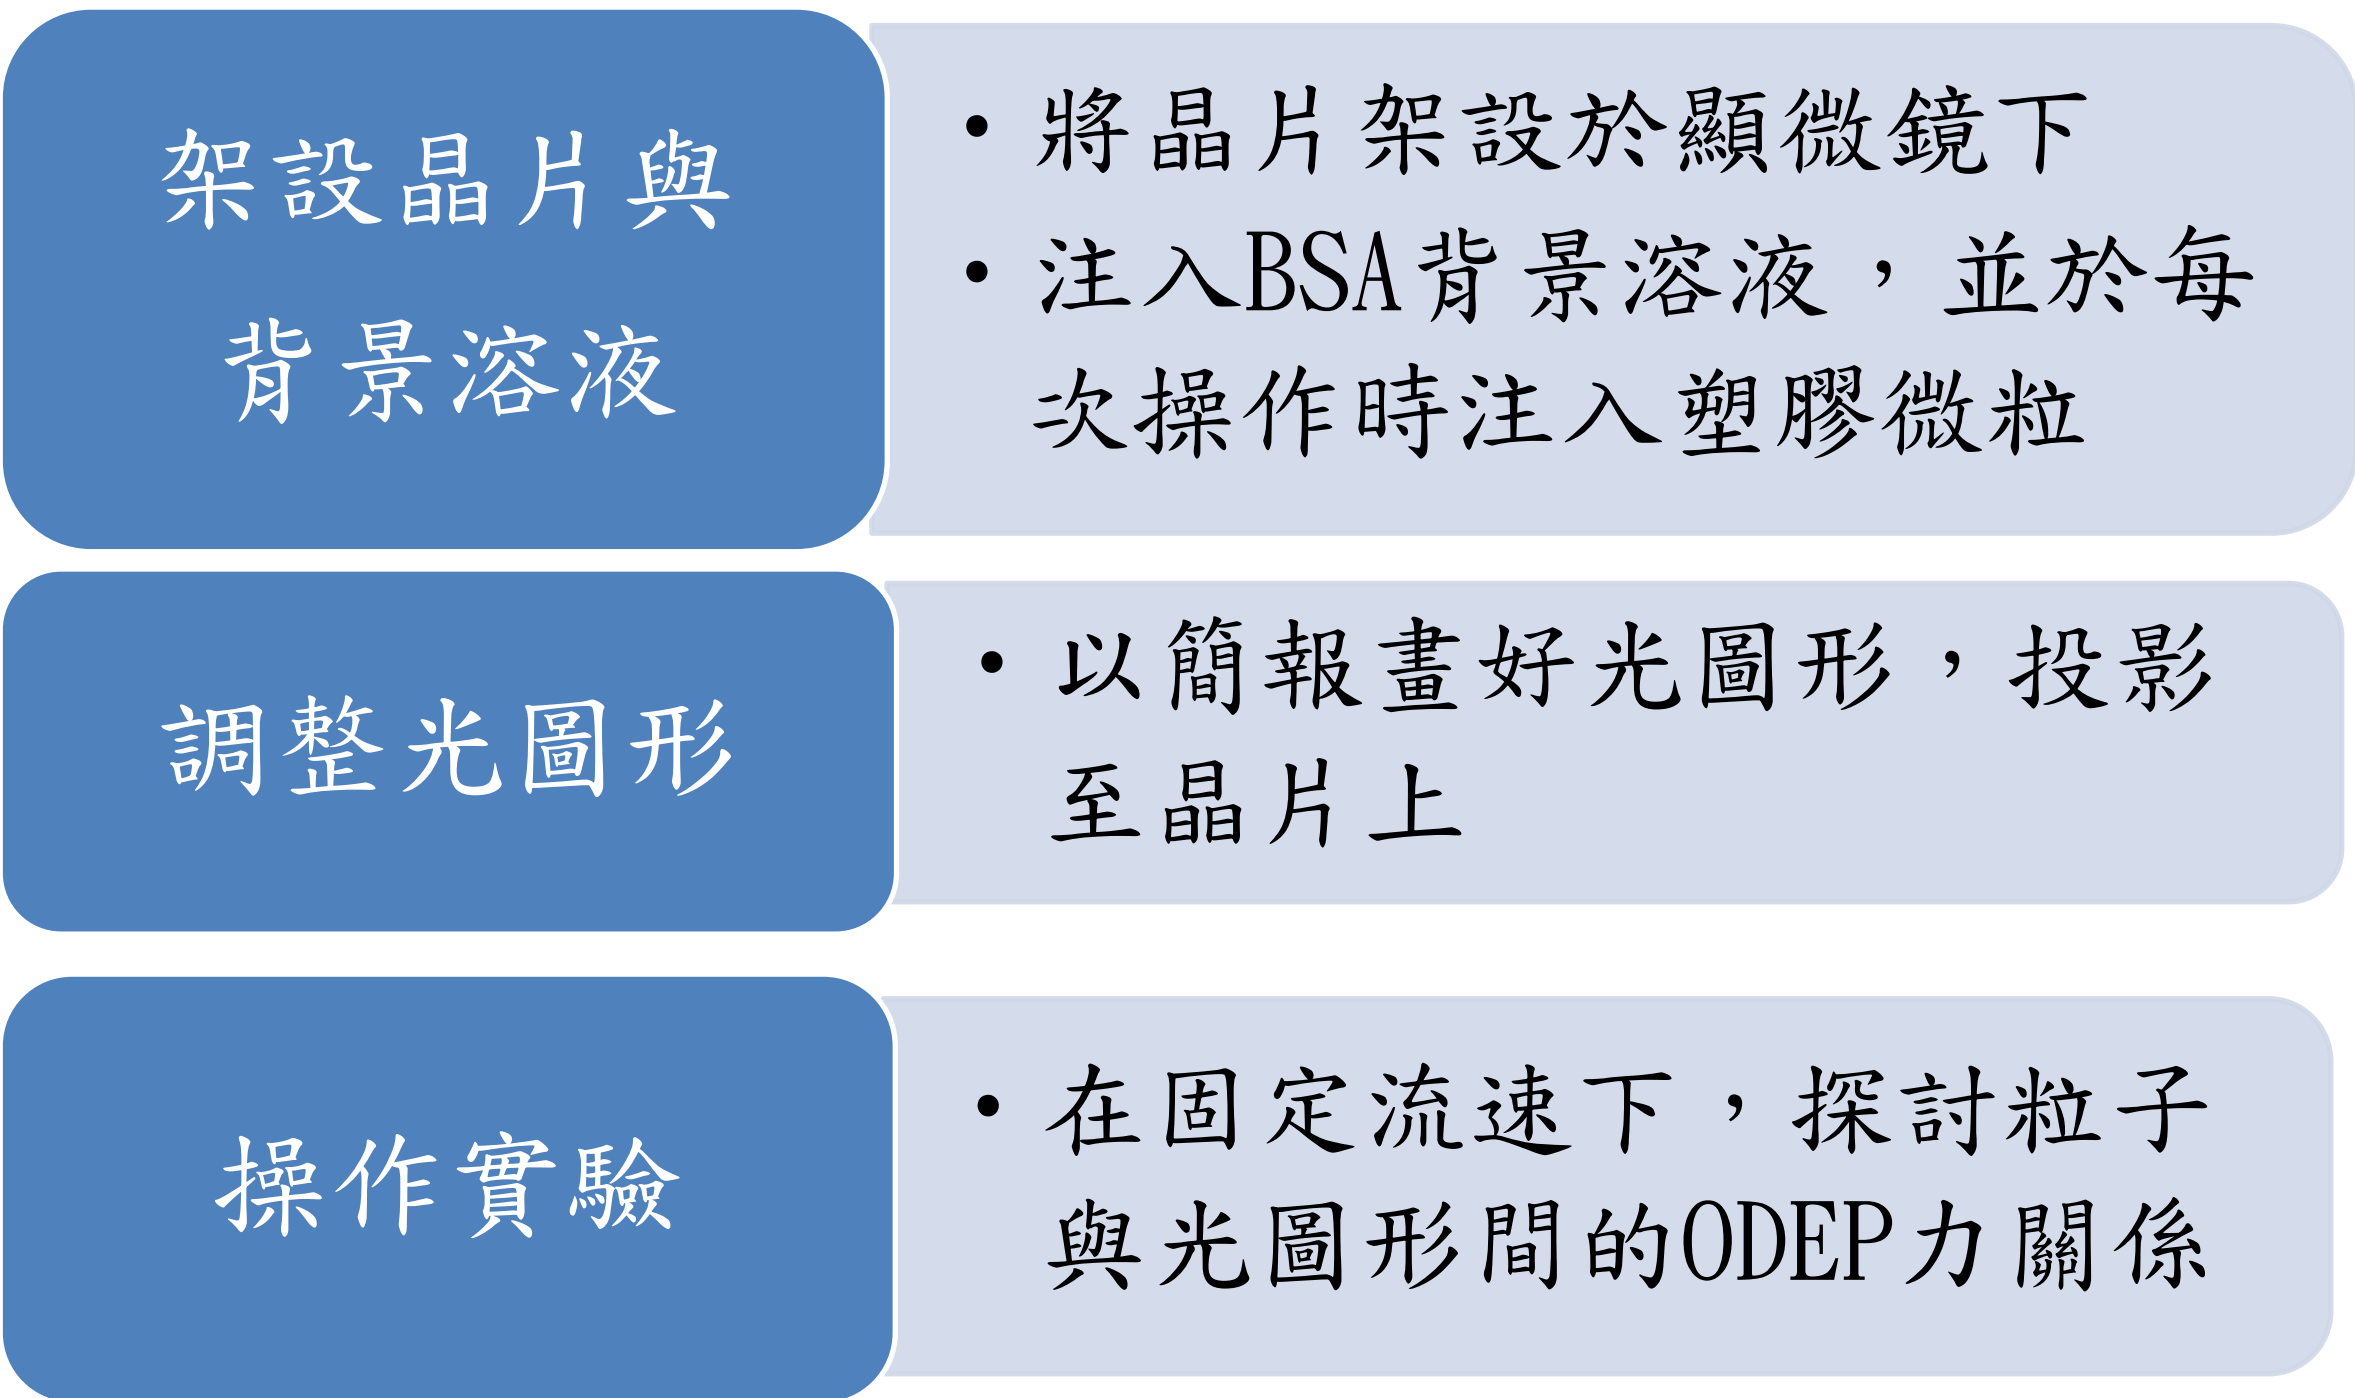 架設晶片與
背景溶液
• 將晶片架設於顯微鏡下
• 注入BSA背景溶液，並於每
次操作時注入塑膠微粒
調整光圖形
• 以簡報畫好光圖形，投影
至晶片上
操作實驗
• 在固定流速下，探討粒子
與光圖形間的ODEP力關係